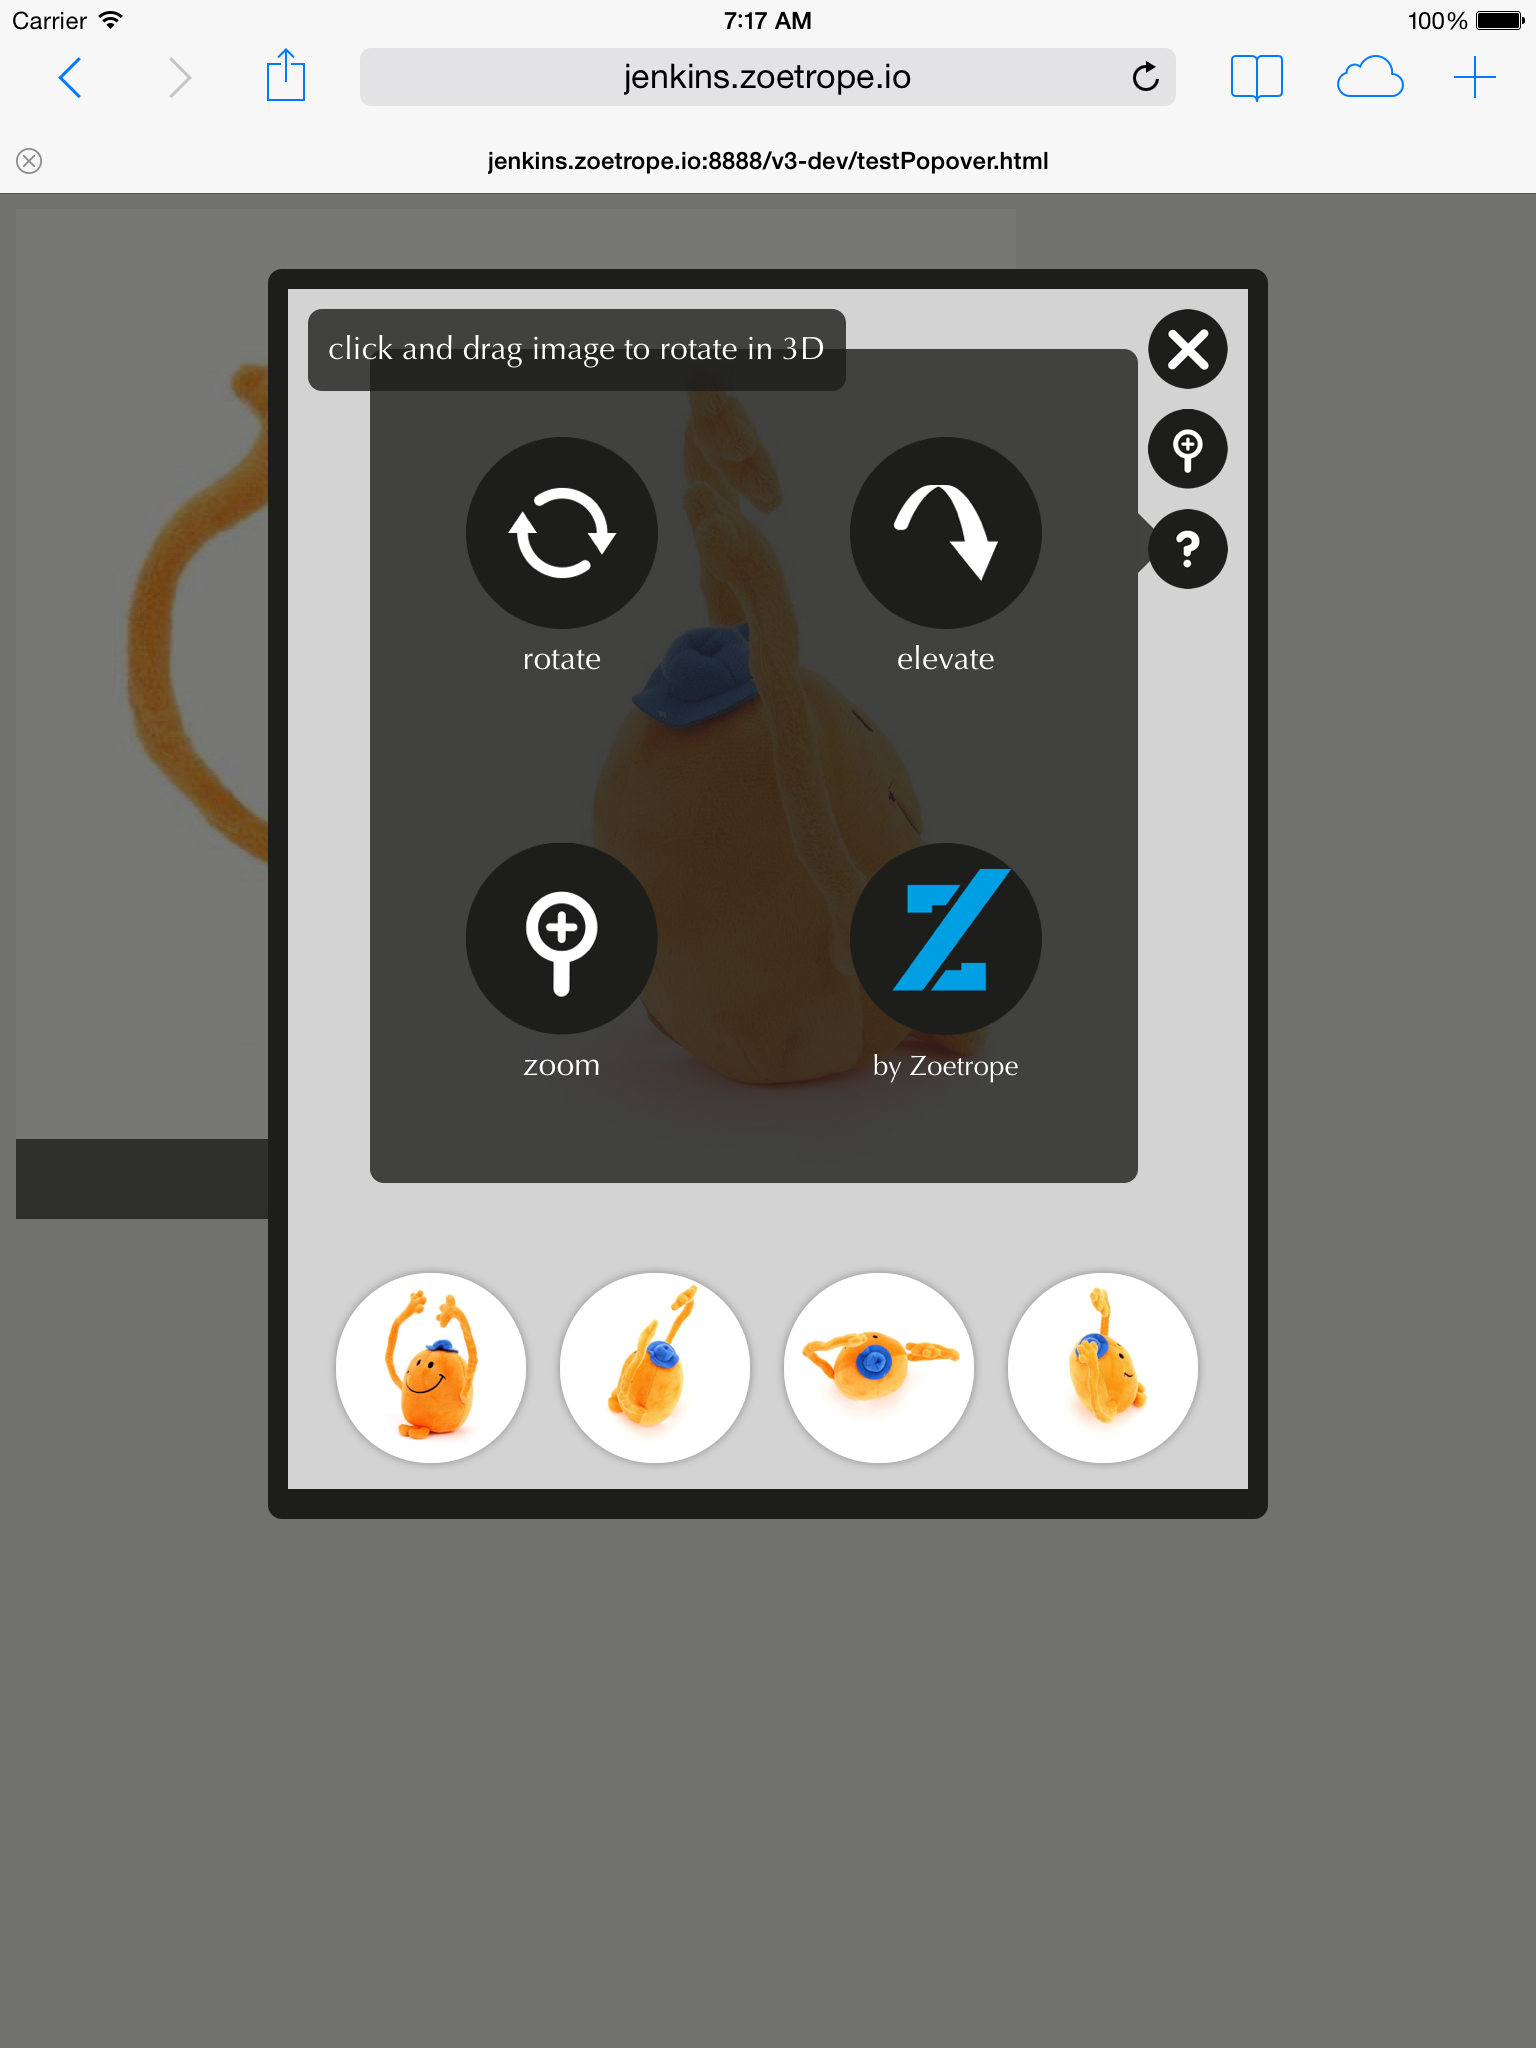 Carrier 7:17 AM 100%
jenkins.zoetrope.io
jenkins.zoetrope.io:8888/v3-dev/testPopover.html
click and drag image to rotate in 3D
?
rotate elevate
zoom by Zoetrope